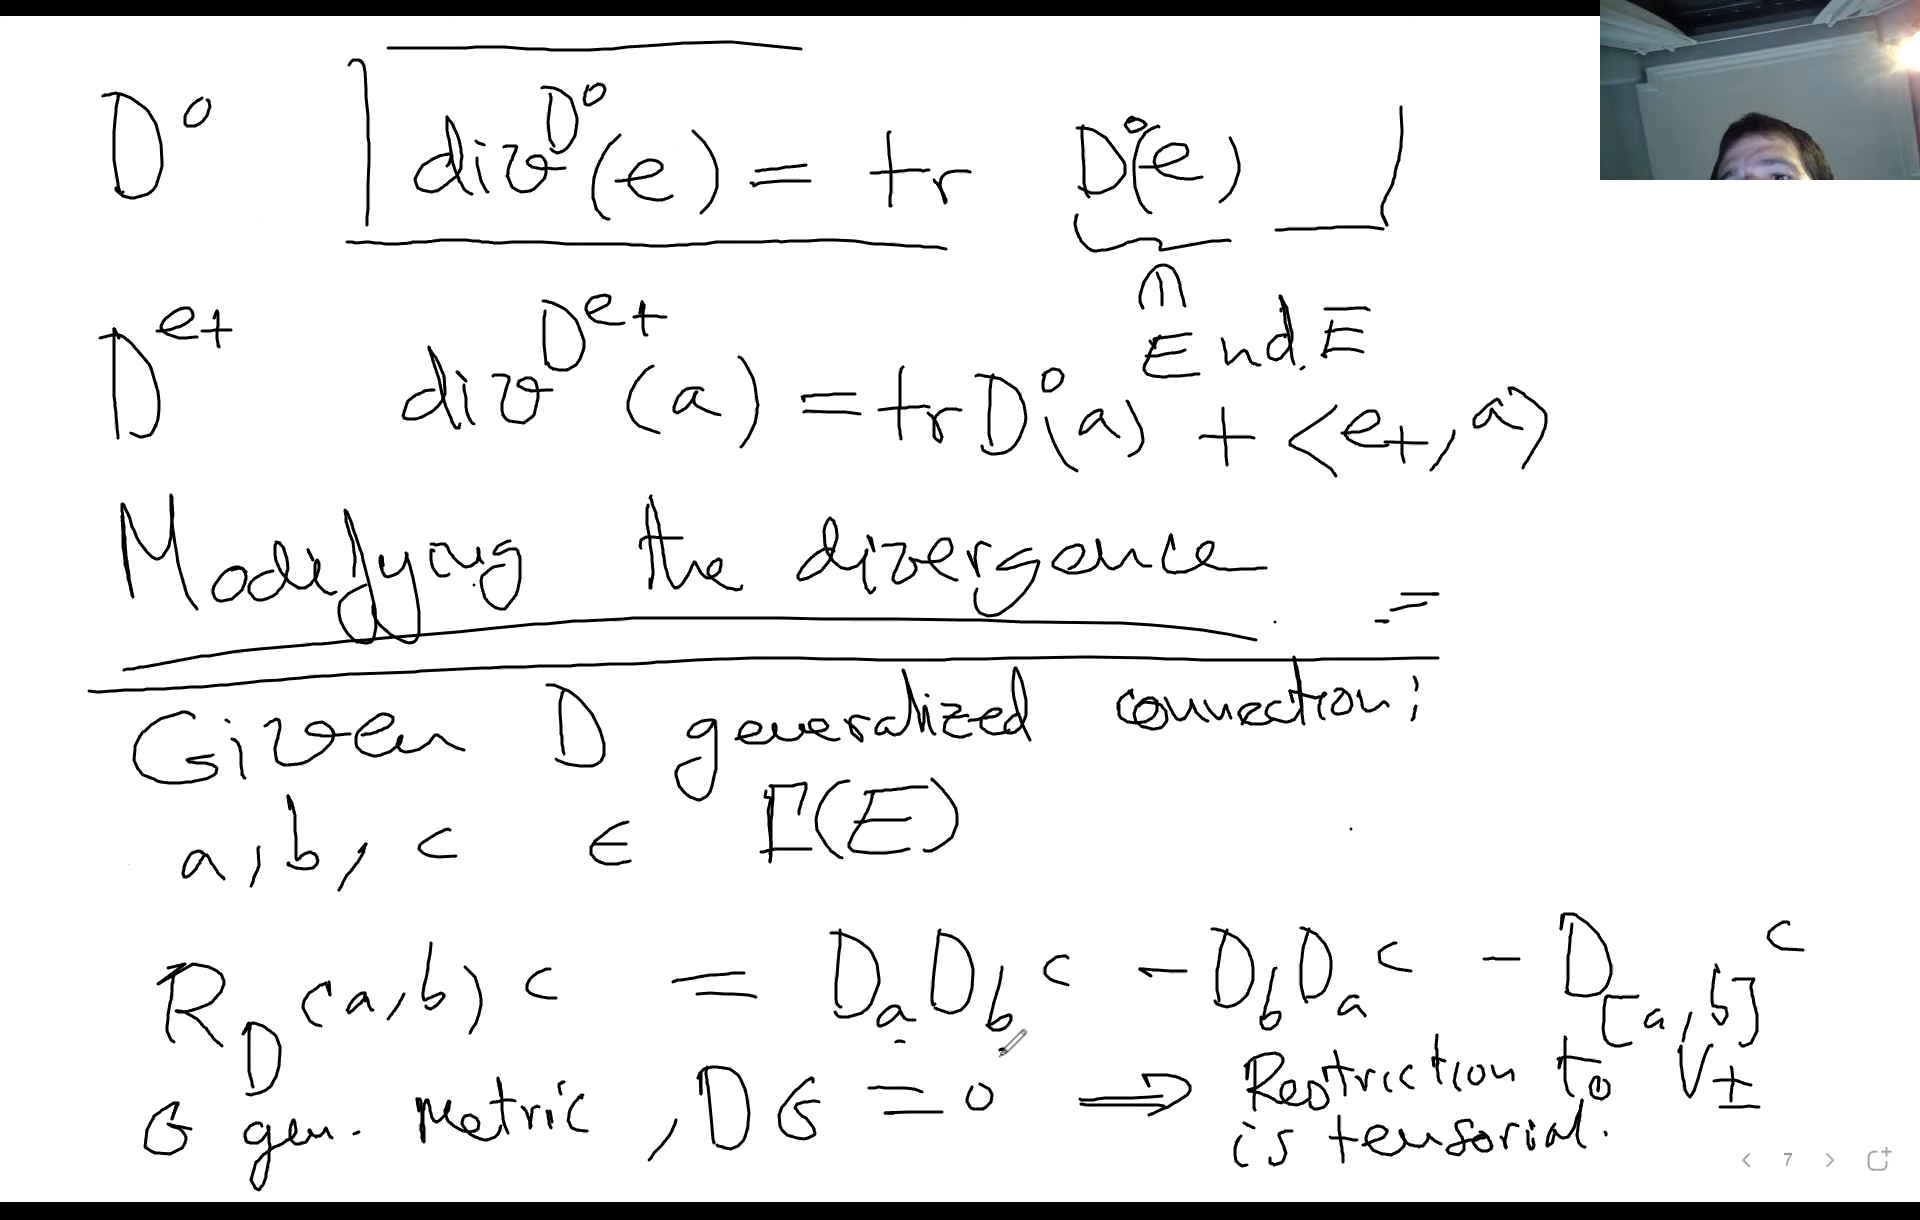 D⁰ div^{D⁰}(e) = tr D⁰(e)
∈ End E
D^{e+} div^{D^{e+}}(a) = tr D⁰(a) + <e+, a>
Modifying the divergence
Given D generalized connection:
a, b, c ∈ Γ(E)
R_D(a,b)c = D_a D_b c - D_b D_a c - D_{[a,b]} c
G gen. metric, DG = 0 ⟹ Restriction to V±
is tensorial.
7